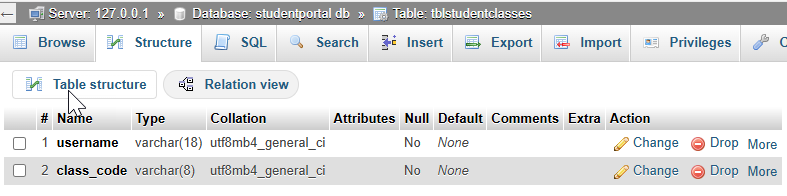 Server: 127.0.0.1 » Database: studentportal db » Table: tblstudentclasses
Browse Structure SQL Search Insert Export Import Privileges
Table structure Relation view
# Name Type Collation Attributes Null Default Comments Extra Action
1 username varchar(18) utf8mb4_general_ci No None Change Drop More
2 class_code varchar(8) utf8mb4_general_ci No None Change Drop More